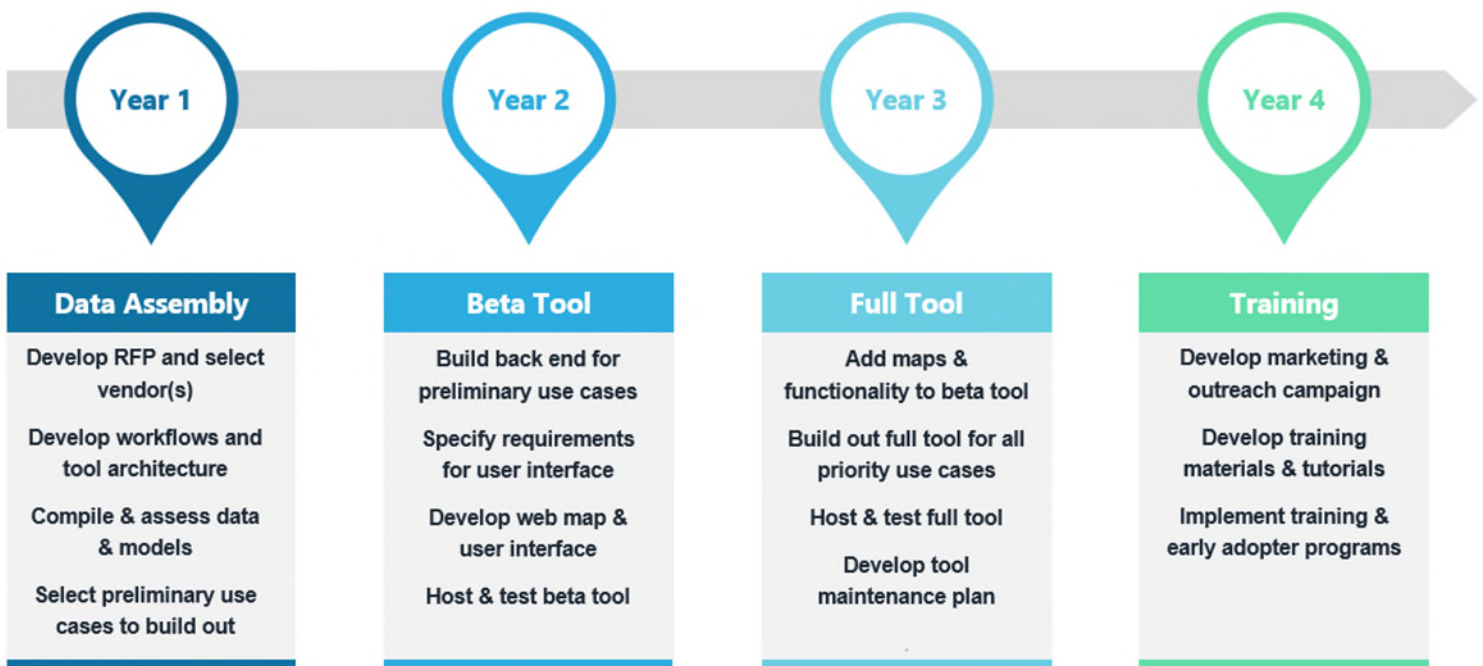 Year 1
Year 2
Year 3
Year 4
Data Assembly
Develop RFP and select
vendor(s)
Develop workflows and
tool architecture
Compile & assess data
& models
Select preliminary use
cases to build out
Beta Tool
Build back end for
preliminary use cases
Specify requirements
for user interface
Develop web map &
user interface
Host & test beta tool
Full Tool
Add maps &
functionality to beta tool
Build out full tool for all
priority use cases
Host & test full tool
Develop tool
maintenance plan
Training
Develop marketing &
outreach campaign
Develop training
materials & tutorials
Implement training &
early adopter programs